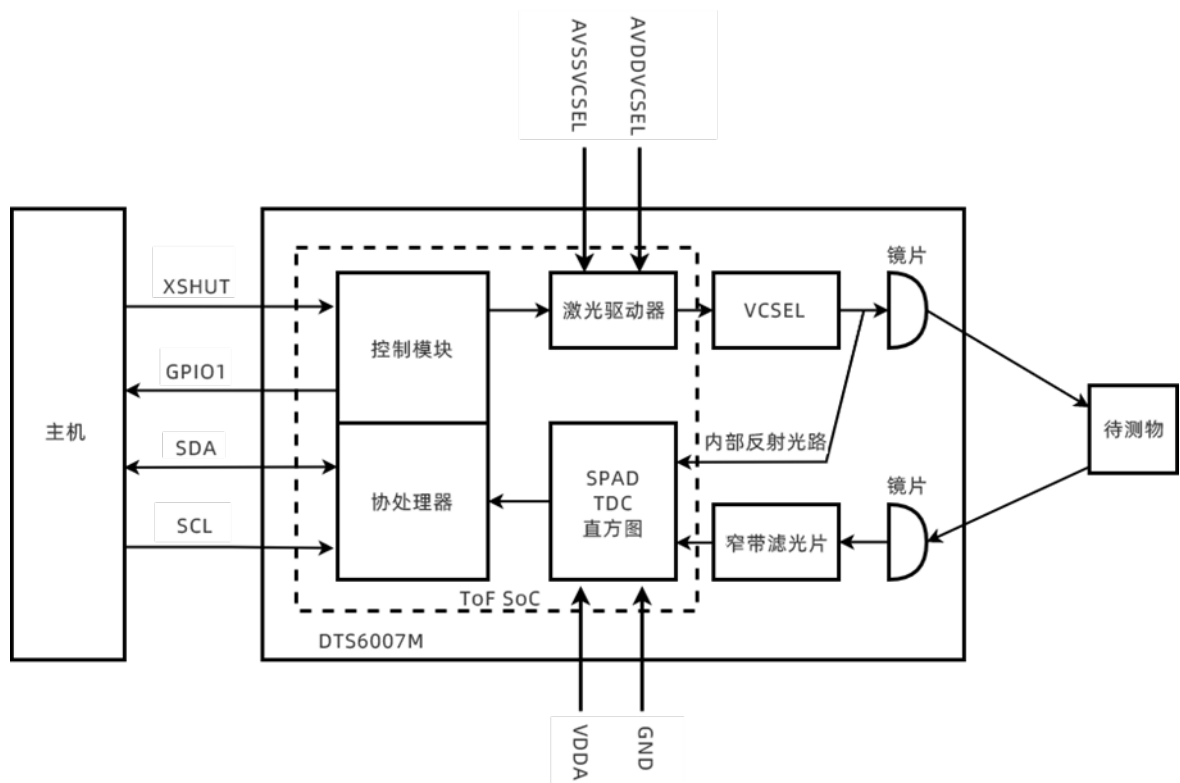 AVSSVCSEL
AVDDVCSEL
镜片
XSHUT
激光驱动器
VCSEL
控制模块
GPIO1
主机
待测物
内部反射光路
SDA
SPAD
TDC
直方图
镜片
协处理器
SCL
窄带滤光片
ToF SoC
DTS6007M
VDDA
GND